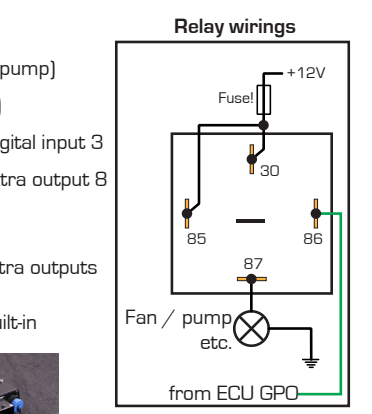 Relay wirings
pump)
)
gital input 3
tra output 8
tra outputs
ilt-in
+12V
Fuse!
30
85
86
87
Fan / pump
etc.
from ECU GPO